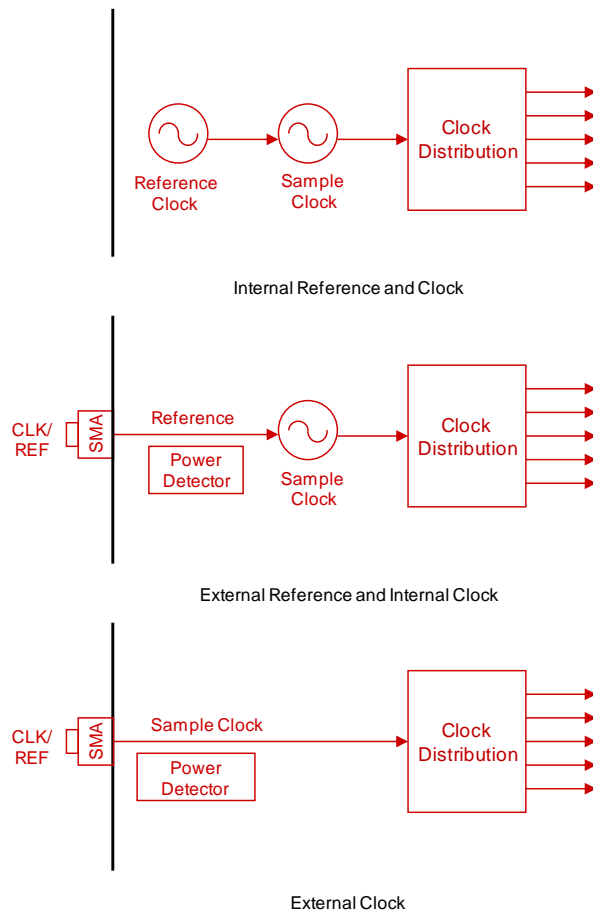 Reference
Clock
Sample
Clock
Clock
Distribution
Internal Reference and Clock
CLK/
REF
SMA
Reference
Power
Detector
Sample
Clock
Clock
Distribution
External Reference and Internal Clock
CLK/
REF
SMA
Sample Clock
Power
Detector
Clock
Distribution
External Clock